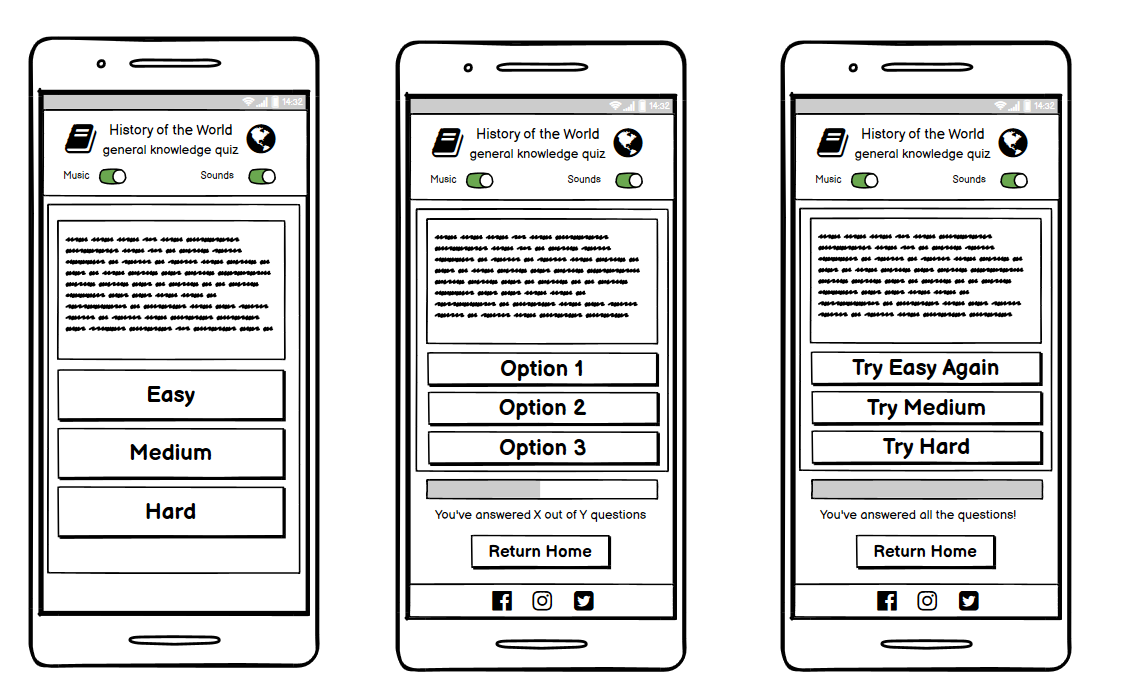 14:32
History of the World
general knowledge quiz
Music Sounds
Easy
Medium
Hard
14:32
History of the World
general knowledge quiz
Music Sounds
Option 1
Option 2
Option 3
You've answered X out of Y questions
Return Home
14:32
History of the World
general knowledge quiz
Music Sounds
Try Easy Again
Try Medium
Try Hard
You've answered all the questions!
Return Home